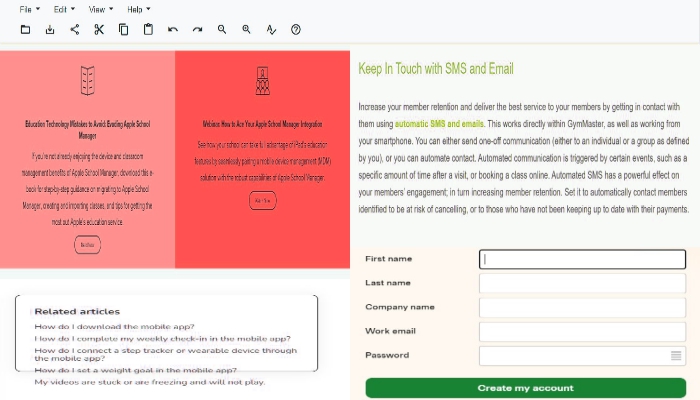 File Edit View Help
Education Technology Mistakes to Avoid: Evading Apple School
Manager
If you're not already enjoying the device and classroom
management benefits of Apple School Manager, download this e-
book for step-by-step guidance on migrating to Apple School
Manager, creating and importing classes, and tips for getting the
most out Apple's education service.
Webinar: How to Ace Your Apple School Manager Integration
See how your school can take full advantage of iPad's education
features by seamlessly pairing a mobile device management (MDM)
solution with the robust capabilities of Apple School Manager.
Keep In Touch with SMS and Email
Increase your member retention and deliver the best service to your members by getting in contact with
them using automatic SMS and emails. This works directly within GymMaster, as well as working from
your smartphone. You can either send one-off communication (either to an individual or a group as defined
by you), or you can automate contact. Automated communication is triggered by certain events, such as a
specific amount of time after a visit, or booking a class online. Automated SMS has a powerful effect on
your members' engagement; in turn increasing member retention. Set it to automatically contact members
identified to be at risk of cancelling, or to those who have not been keeping up to date with their payments.
Related articles
How do I download the mobile app?
How do I complete my weekly check-in in the mobile app?
How do I connect a step tracker or wearable device through
the mobile app?
How do I set a weight goal in the mobile app?
My videos are stuck or are freezing and will not play.
First name
Last name
Company name
Work email
Password
Create my account